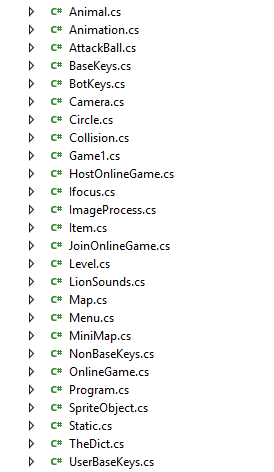 C# Animal.cs
C# Animation.cs
C# AttackBall.cs
C# BaseKeys.cs
C# BotKeys.cs
C# Camera.cs
C# Circle.cs
C# Collision.cs
C# Game1.cs
C# HostOnlineGame.cs
C# Ifocus.cs
C# ImageProcess.cs
C# Item.cs
C# JoinOnlineGame.cs
C# Level.cs
C# LionSounds.cs
C# Map.cs
C# Menu.cs
C# MiniMap.cs
C# NonBaseKeys.cs
C# OnlineGame.cs
C# Program.cs
C# SpriteObject.cs
C# Static.cs
C# TheDict.cs
C# UserBaseKeys.cs